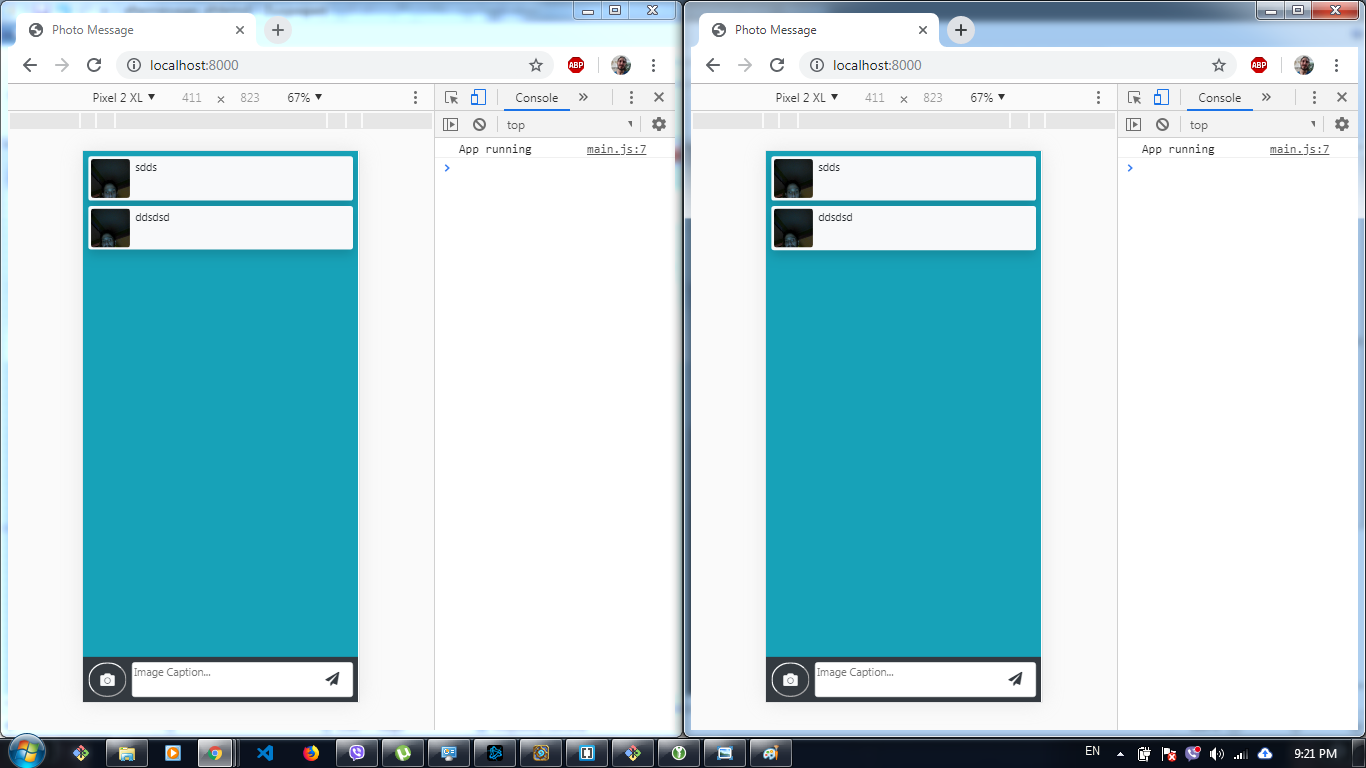 Photo Message
localhost:8000
ABP
Pixel 2 XL 411 × 823 67%
Console
top
App running main.js:7
sdds
ddsdsd
Image Caption...
Photo Message
localhost:8000
ABP
Pixel 2 XL 411 × 823 67%
Console
top
App running main.js:7
sdds
ddsdsd
Image Caption...
EN
9:21 PM